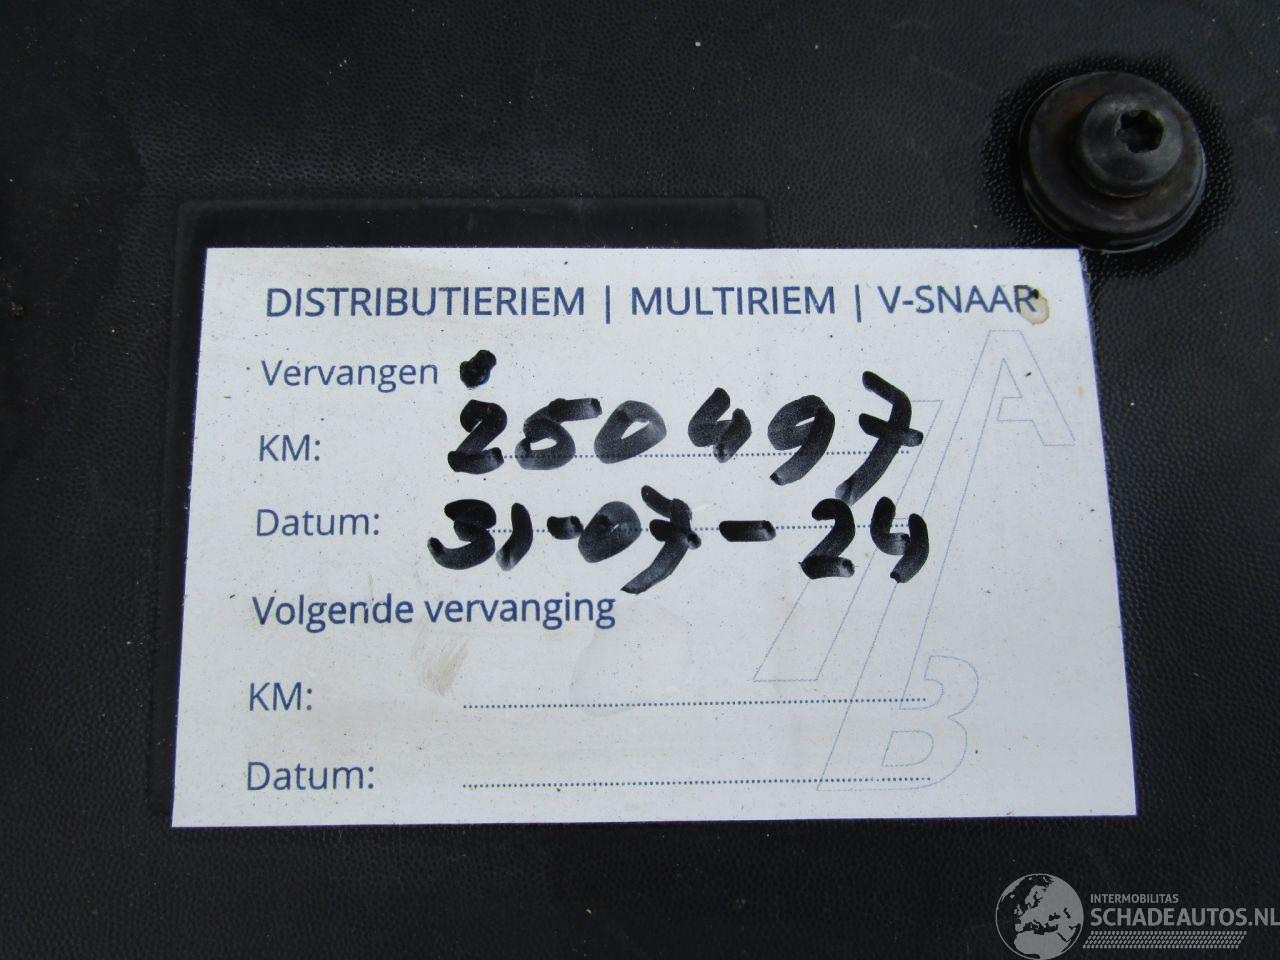 DISTRIBUTIERIEM | MULTIRIEM | V-SNAAR
Vervangen
KM: 250497
Datum: 31-07-24
Volgende vervanging
KM:
Datum:
A
B
INTERMOBILITAS
SCHADEAUTOS.NL